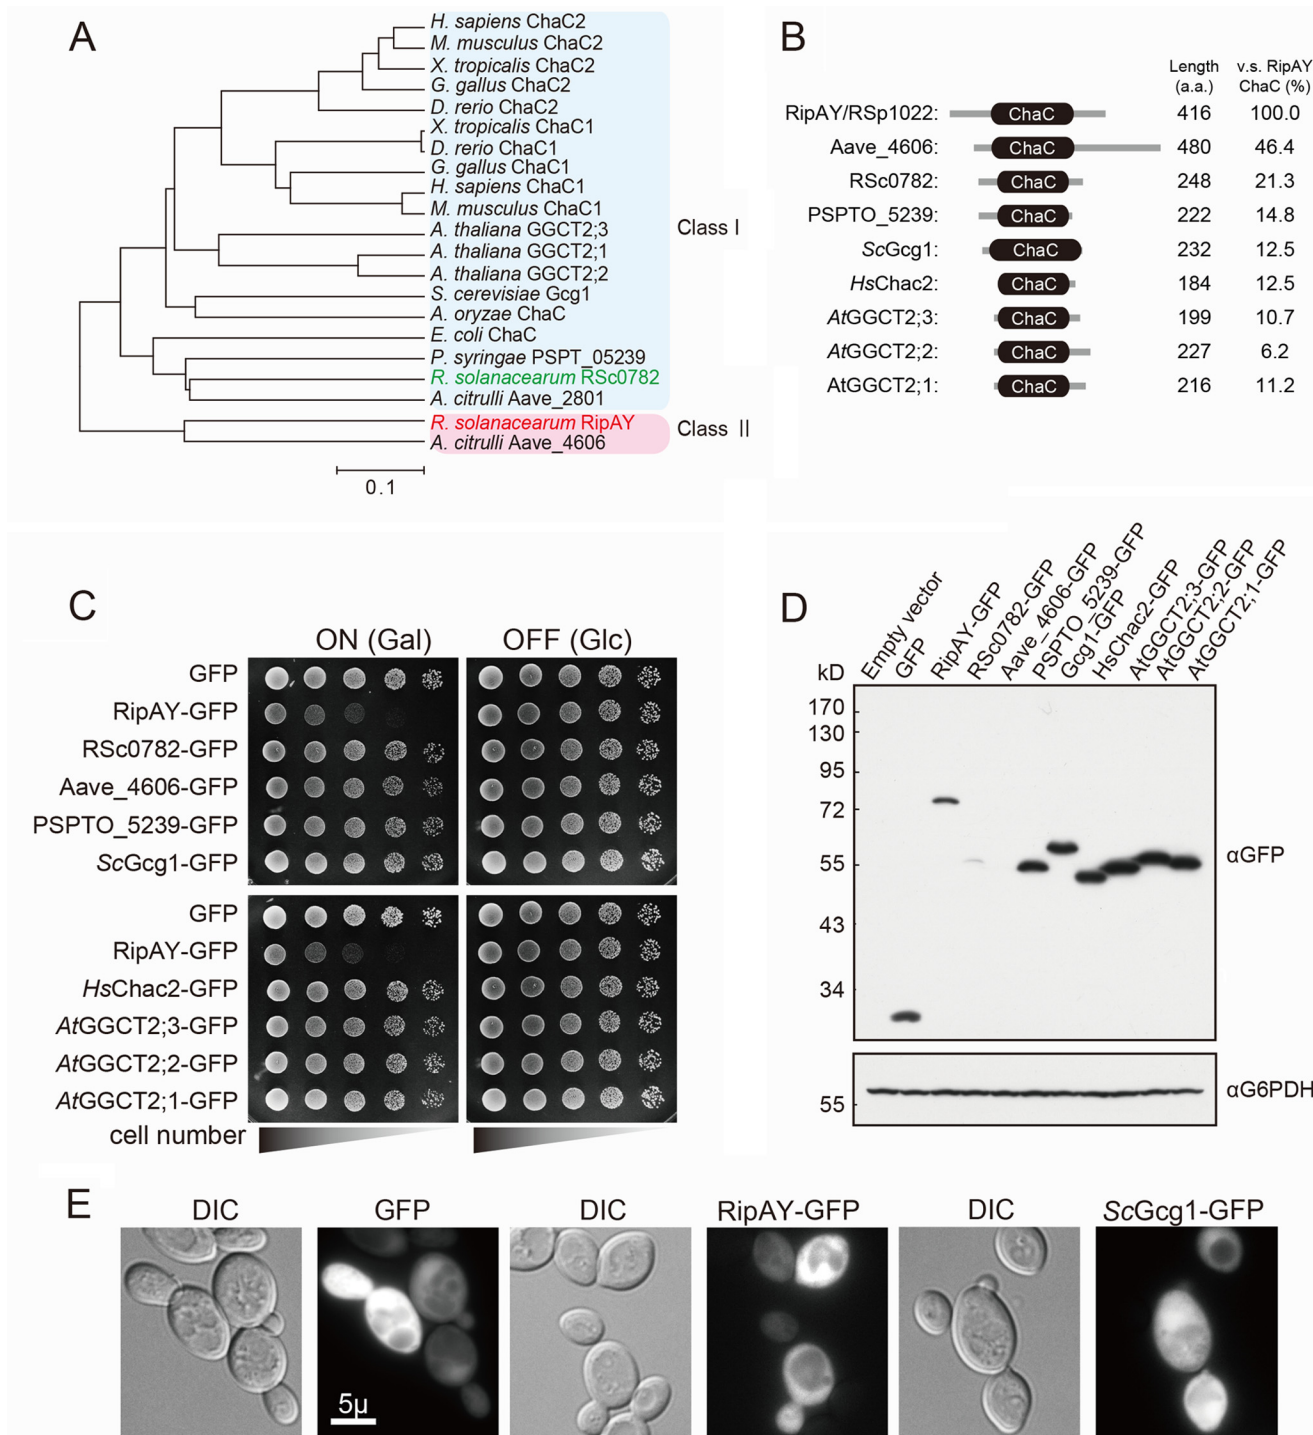 A
H. sapiens ChaC2
M. musculus ChaC2
X. tropicalis ChaC2
G. gallus ChaC2
D. rerio ChaC2
X. tropicalis ChaC1
D. rerio ChaC1
G. gallus ChaC1
H. sapiens ChaC1
M. musculus ChaC1
A. thaliana GGCT2;3
A. thaliana GGCT2;1
A. thaliana GGCT2;2
S. cerevisiae Gcg1
A. oryzae ChaC
E. coli ChaC
P. syringae PSPT_05239
R. solanacearum RSc0782
A. citrulli Aave_2801
R. solanacearum RipAY
A. citrulli Aave_4606
Class I
Class II
0.1
B
Length (a.a.)
v.s. RipAY ChaC (%)
RipAY/RSp1022: ChaC 416 100.0
Aave_4606: ChaC 480 46.4
RSc0782: ChaC 248 21.3
PSPTO_5239: ChaC 222 14.8
ScGcg1: ChaC 232 12.5
HsChac2: ChaC 184 12.5
AtGGCT2;3: ChaC 199 10.7
AtGGCT2;2: ChaC 227 6.2
AtGGCT2;1: ChaC 216 11.2
C
ON (Gal) OFF (Glc)
GFP
RipAY-GFP
RSc0782-GFP
Aave_4606-GFP
PSPTO_5239-GFP
ScGcg1-GFP
GFP
RipAY-GFP
HsChac2-GFP
AtGGCT2;3-GFP
AtGGCT2;2-GFP
AtGGCT2;1-GFP
cell number
D
kD
Empty vector
GFP
RipAY-GFP
RSc0782-GFP
Aave_4606-GFP
PSPTO_5239-GFP
Gcg1-GFP
HsChac2-GFP
AtGGCT2;3-GFP
AtGGCT2;2-GFP
AtGGCT2;1-GFP
170
130
95
72
55
43
34
αGFP
55
αG6PDH
E
DIC GFP DIC RipAY-GFP DIC ScGcg1-GFP
5μ